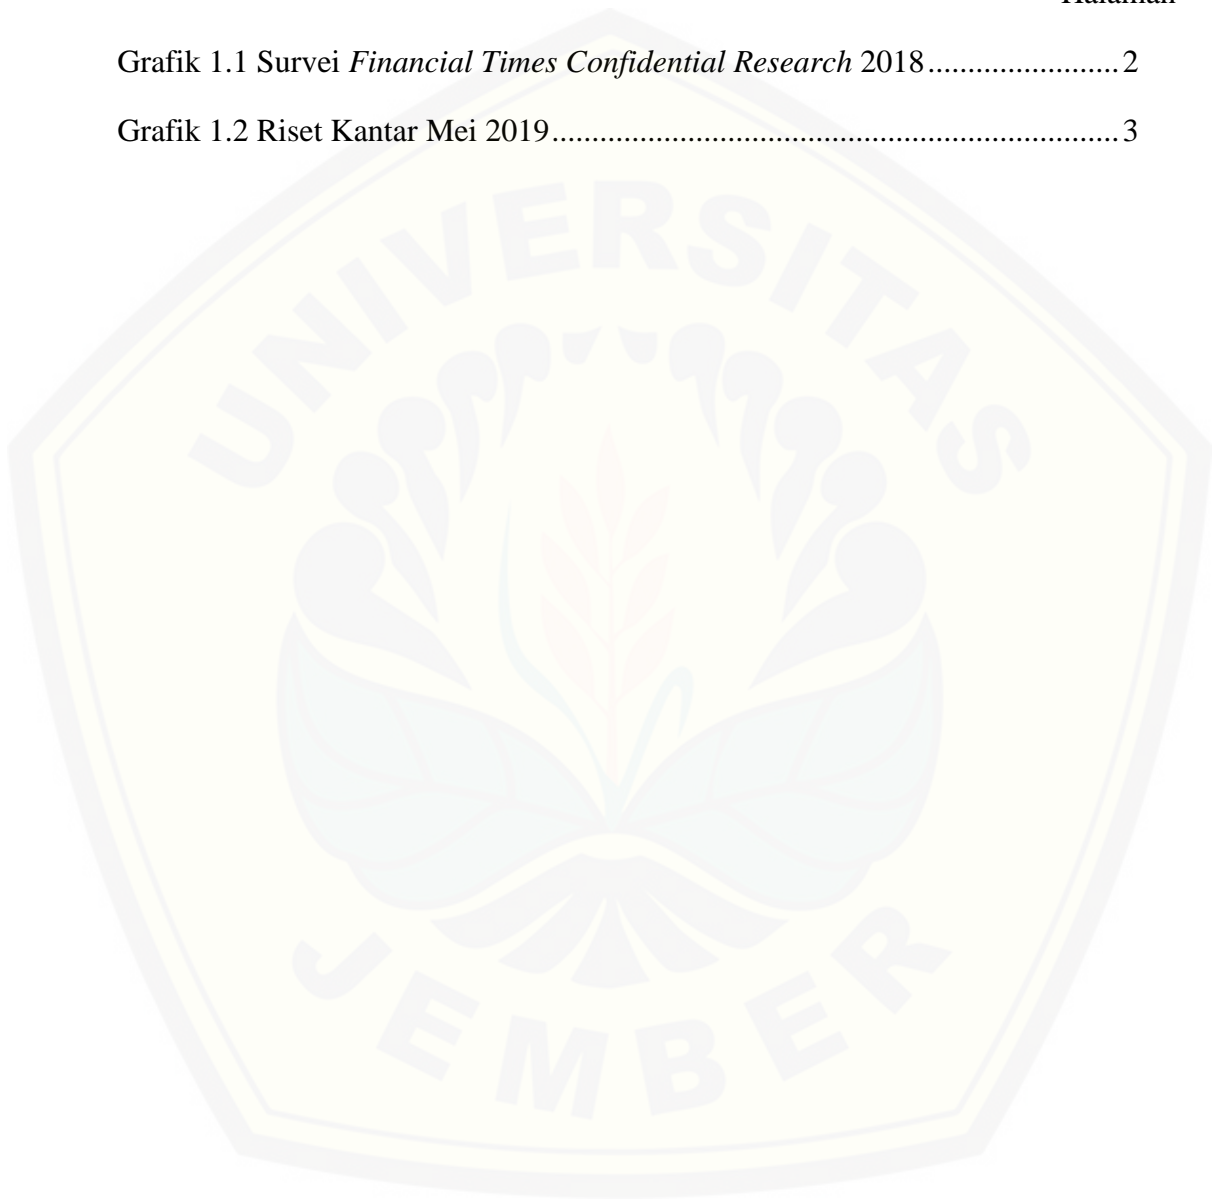 Halaman
Grafik 1.1 Survei Financial Times Confidential Research 2018.......................2
Grafik 1.2 Riset Kantar Mei 2019.......................................................................3
UNIVERSITAS
JEMBER